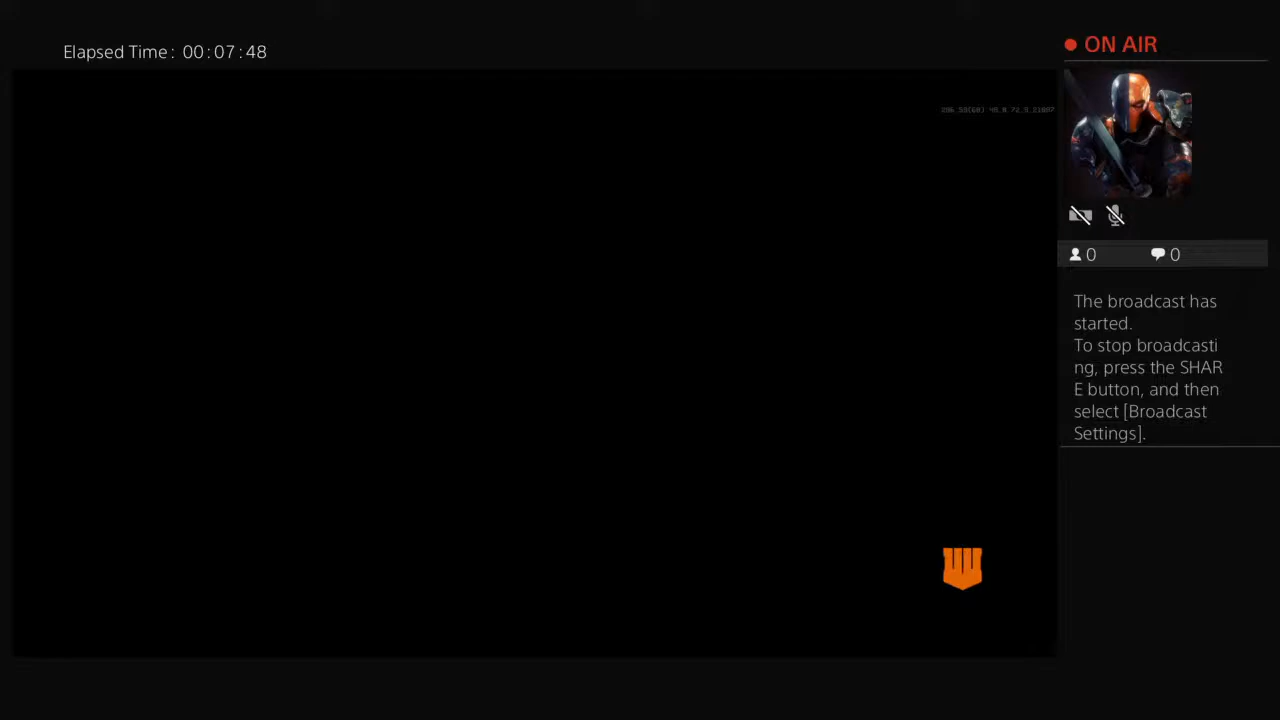 Elapsed Time: 00:07:48
ON AIR
0 0
The broadcast has
started.
To stop broadcasti
ng, press the SHAR
E button, and then
select [Broadcast
Settings].